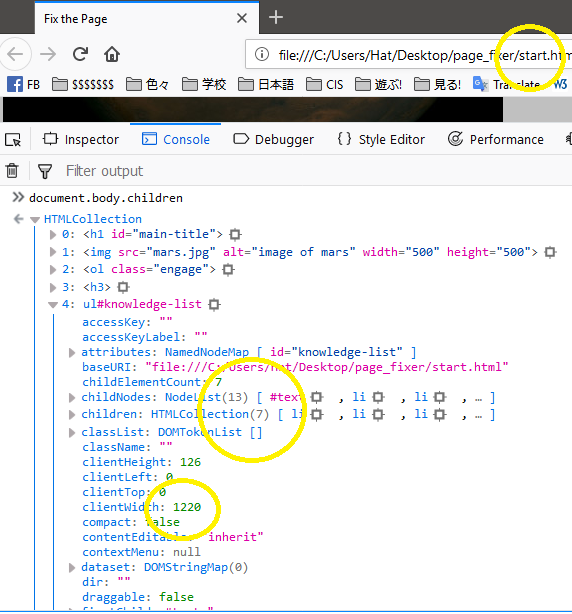 Fix the Page
file:///C:/Users/Hat/Desktop/page_fixer/start.htm
FB $$$$$$$ 色々 学校 日本語 CIS 遊ぶ! 見る! Translate W3
Inspector Console Debugger {} Style Editor Performance
Filter output
document.body.children
HTMLCollection
0: <h1 id="main-title">
1: <img src="mars.jpg" alt="image of mars" width="500" height="500">
2: <ol class="engage">
3: <h3>
4: ul#knowledge-list
accessKey: ""
accessKeyLabel: ""
attributes: NamedNodeMap [ id="knowledge-list" ]
baseURI: "file:///C:/Users/hat/Desktop/page_fixer/start.html"
childElementCount: 7
childNodes: NodeList(13) [ #text , li , li , … ]
children: HTMLCollection(7) [ li , li , li , … ]
classList: DOMTokenList []
className: ""
clientHeight: 126
clientLeft: 0
clientTop: 0
clientWidth: 1220
compact: false
contentEditable: "inherit"
contextMenu: null
dataset: DOMStringMap(0)
dir: ""
draggable: false